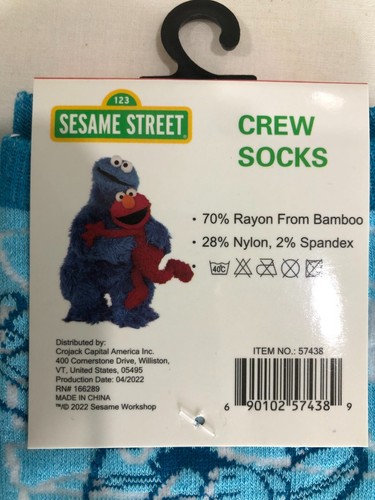 123
SESAME STREET
CREW
SOCKS
• 70% Rayon From Bamboo
• 28% Nylon, 2% Spandex
• 40C
Distributed by:
Crojack Capital America Inc.
400 Cornerstone Drive, Williston,
VT, United States, 05495
Production Date: 04/2022
RN# 166289
MADE IN CHINA
™/© 2022 Sesame Workshop
ITEM NO.: 57438
6 90102 57438 9